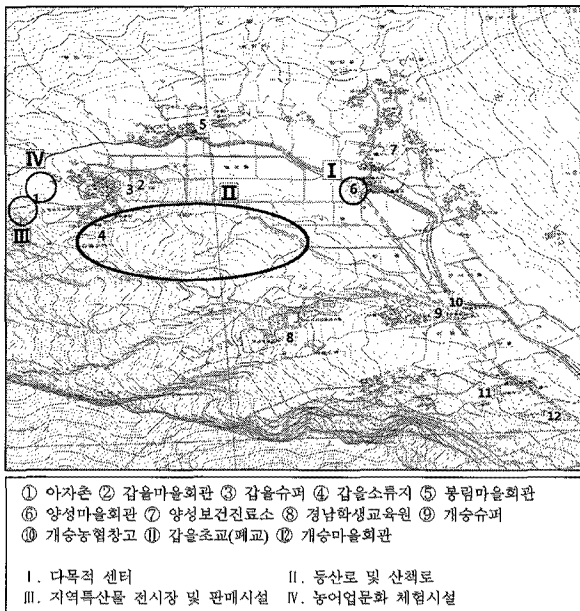 5
IV
7
I
3 2
6
1
II
III
4
10
9
8
11
12
① 아자촌 ② 갑을마을회관 ③ 갑을슈퍼 ④ 갑을소류지 ⑤ 봉림마을회관
⑥ 양성마을회관 ⑦ 양성보건진료소 ⑧ 경남학생교육원 ⑨ 개승슈퍼
⑩ 개승농협창고 ⑪ 갑을초교(폐교) ⑫ 개승마을회관
Ⅰ. 다목적 센터 Ⅱ. 등산로 및 산책로
Ⅲ. 지역특산물 전시장 및 판매시설 Ⅳ. 농어업문화 체험시설